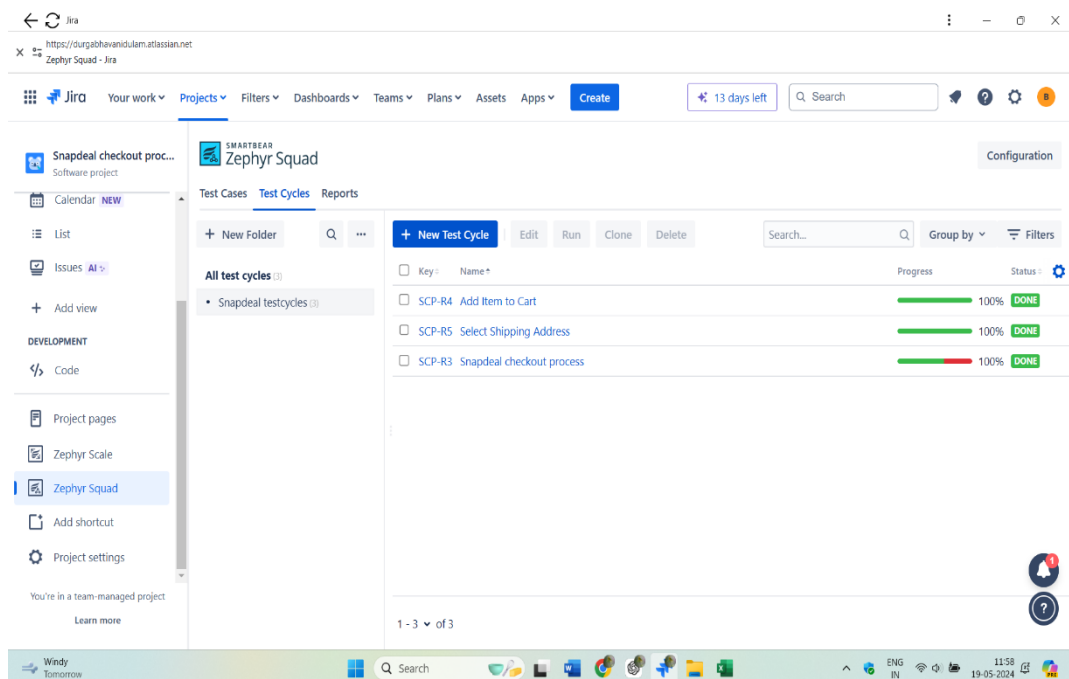 Jira
https://durgabhavanidulam.atlassian.net
Zephyr Squad - Jira
Jira Your work Projects Filters Dashboards Teams Plans Assets Apps Create 13 days left Search B
Snapdeal checkout proc...
Software project
Calendar NEW
List
Issues AI
+ Add view
DEVELOPMENT
Code
Project pages
Zephyr Scale
Zephyr Squad
Add shortcut
Project settings
You're in a team-managed project
Learn more
SMARTBEAR
Zephyr Squad
Configuration
Test Cases Test Cycles Reports
+ New Folder ...
All test cycles (3)
• Snapdeal testcycles (3)
+ New Test Cycle Edit Run Clone Delete Search... Group by Filters
Key Name Progress Status
SCP-R4 Add Item to Cart 100% DONE
SCP-R5 Select Shipping Address 100% DONE
SCP-R3 Snapdeal checkout process 100% DONE
1
?
1 - 3 of 3
Windy
Tomorrow
Search
ENG
IN
11:58
19-05-2024